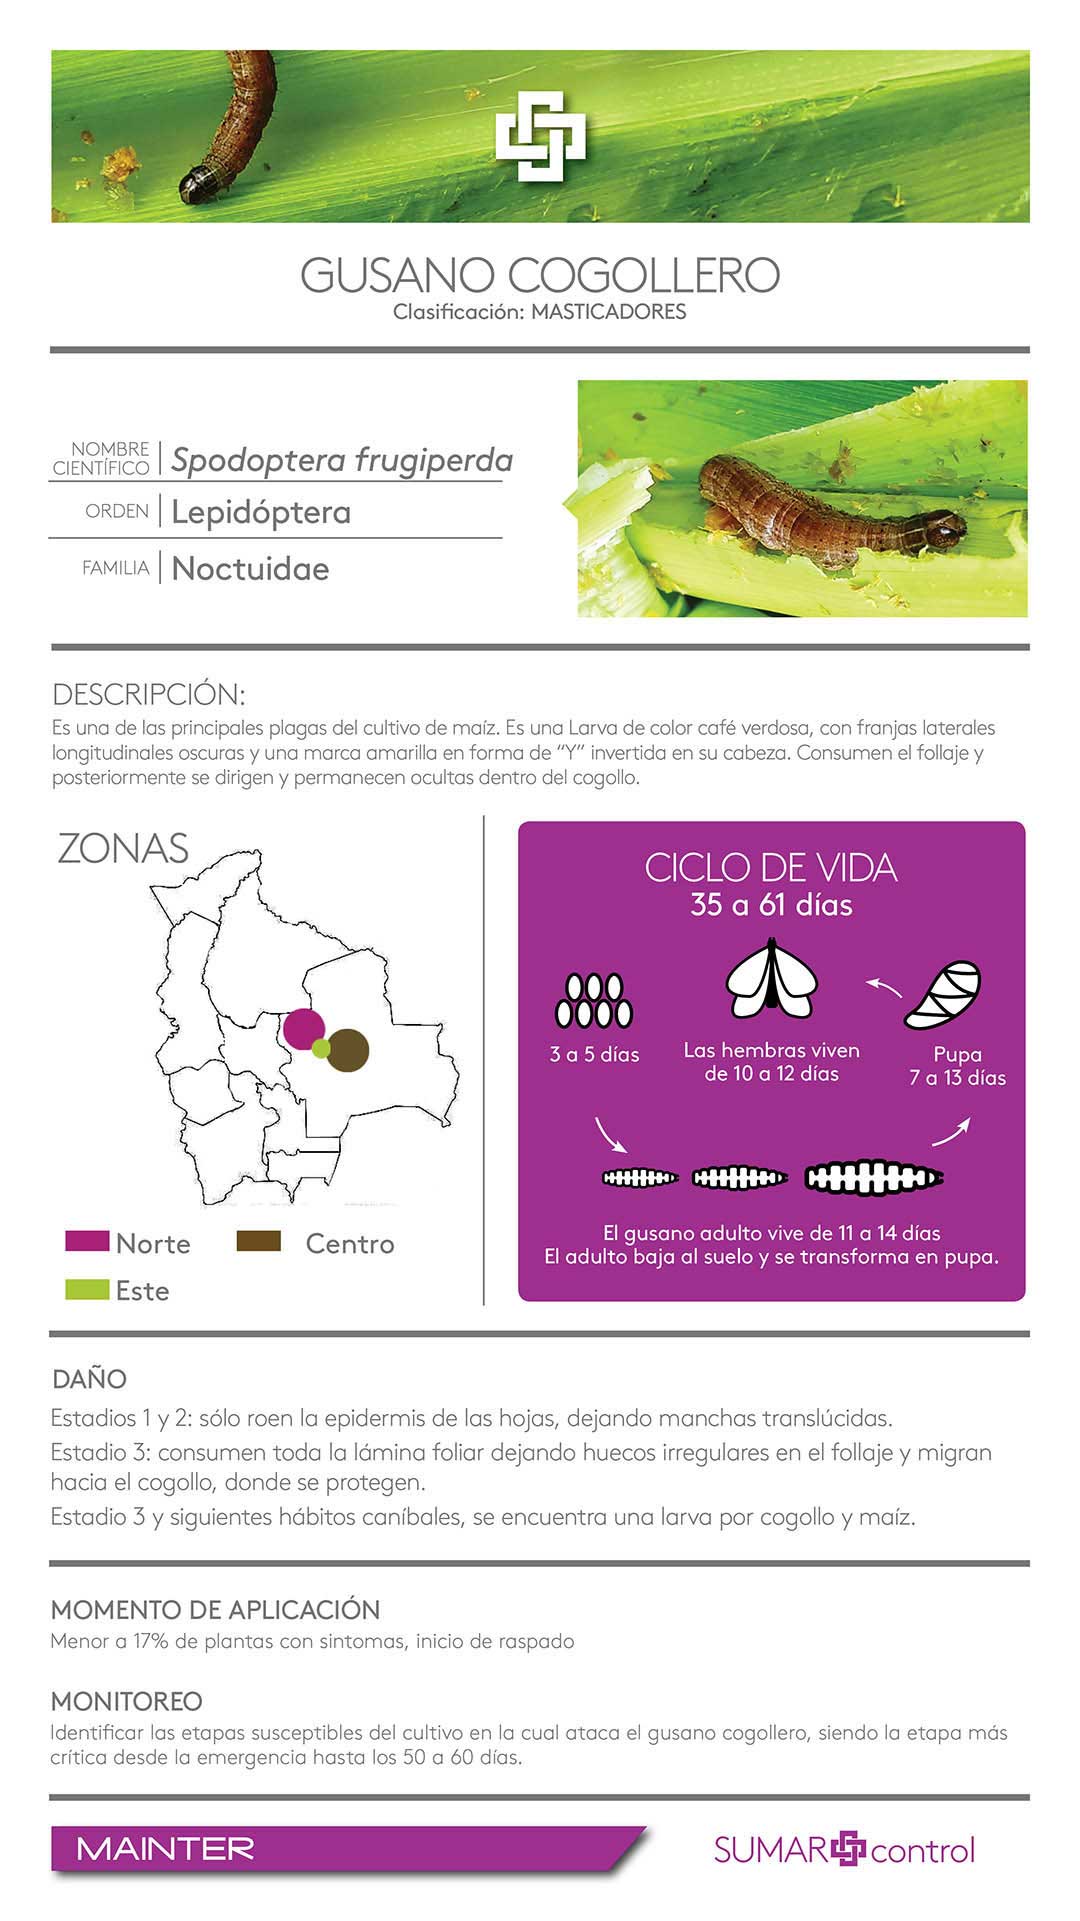 GUSANO COGOLLERO
Clasificación: MASTICADORES
NOMBRE
CIENTÍFICO
Spodoptera frugiperda
ORDEN
Lepidóptera
FAMILIA
Noctuidae
DESCRIPCIÓN:
Es una de las principales plagas del cultivo de maíz. Es una Larva de color café verdosa, con franjas laterales
longitudinales oscuras y una marca amarilla en forma de “Y” invertida en su cabeza. Consumen el follaje y
posteriormente se dirigen y permanecen ocultas dentro del cogollo.
ZONAS
Norte
Centro
Este
CICLO DE VIDA
35 a 61 días
3 a 5 días
Las hembras viven
de 10 a 12 días
Pupa
7 a 13 días
El gusano adulto vive de 11 a 14 días
El adulto baja al suelo y se transforma en pupa.
DAÑO
Estadios 1 y 2: sólo roen la epidermis de las hojas, dejando manchas translúcidas.
Estadio 3: consumen toda la lámina foliar dejando huecos irregulares en el follaje y migran
hacia el cogollo, donde se protegen.
Estadio 3 y siguientes hábitos caníbales, se encuentra una larva por cogollo y maíz.
MOMENTO DE APLICACIÓN
Menor a 17% de plantas con sintomas, inicio de raspado
MONITOREO
Identificar las etapas susceptibles del cultivo en la cual ataca el gusano cogollero, siendo la etapa más
crítica desde la emergencia hasta los 50 a 60 días.
MAINTER
SUMAR control